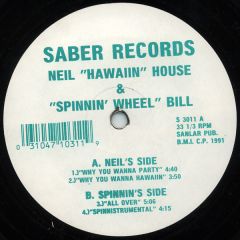 SABER RECORDS
NEIL "HAWAIIN" HOUSE
&
"SPINNIN' WHEEL" BILL
0 31047 10311 9
S 3011 A
33 1/3 RPM
SANLAR PUB.
B.M.I. C.P. 1991
A. NEIL'S SIDE
1.)"WHY YOU WANNA PARTY" 4:40
2.)"WHY YOU WANNA HAWAIIN" 3:50
B. SPINNIN'S SIDE
3.)"ALL OVER" 5:06
4.)"SPINNISTRUMENTAL" 4:15